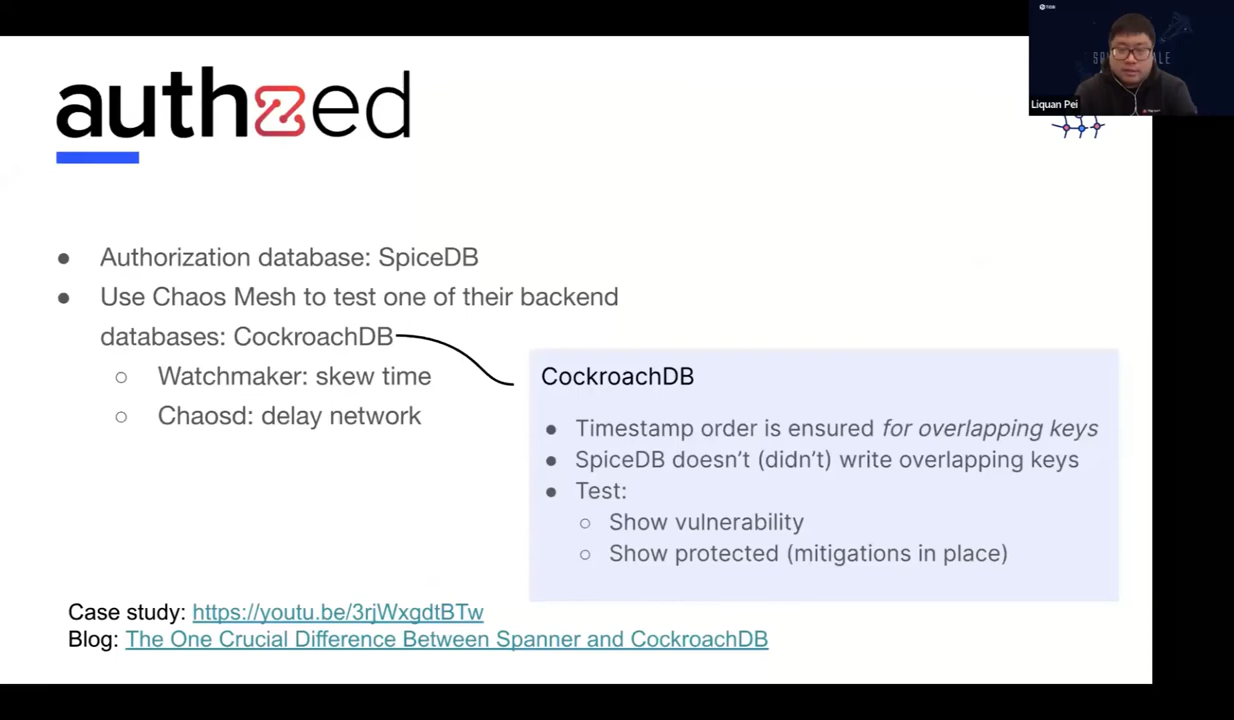 authzed
Liquan Pei
Authorization database: SpiceDB
Use Chaos Mesh to test one of their backend
databases: CockroachDB
Watchmaker: skew time
Chaosd: delay network
CockroachDB
Timestamp order is ensured for overlapping keys
SpiceDB doesn’t (didn’t) write overlapping keys
Test:
Show vulnerability
Show protected (mitigations in place)
Case study: https://youtu.be/3rjWxgdtBTw
Blog: The One Crucial Difference Between Spanner and CockroachDB